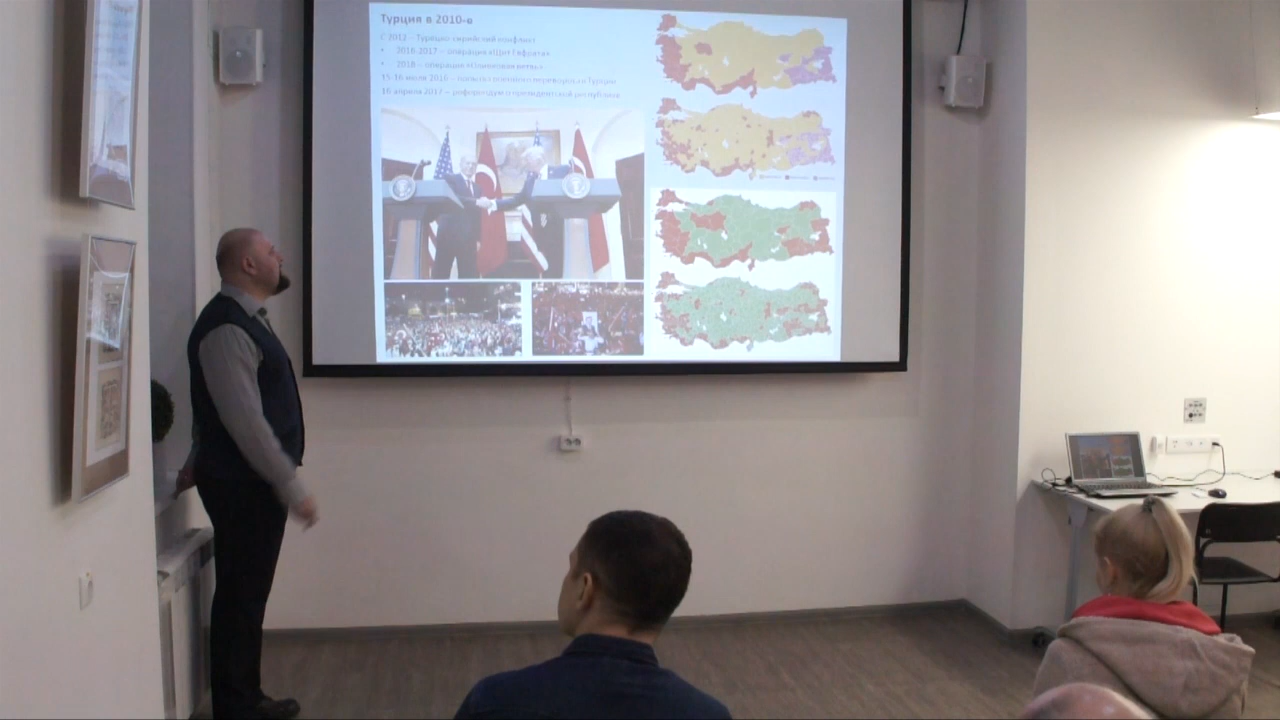 Турция в 2010-е
С 2012 – Турецко-сирийский конфликт
• 2016-2017 – операция «Щит Евфрата»
• 2018 – операция «Оливковая ветвь»
15-16 июля 2016 – попытка военного переворота в Турции
16 апреля 2017 – референдум о президентской республике